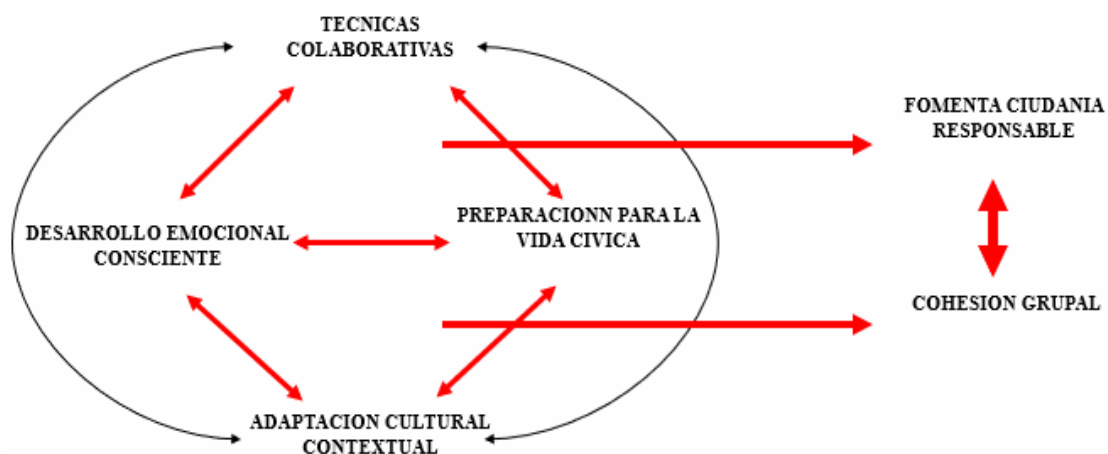 TECNICAS
COLABORATIVAS
FOMENTA CIUDANIA
RESPONSABLE
DESARROLLO EMOCIONAL
CONSCIENTE
PREPARACIONN PARA LA
VIDA CIVICA
COHESION GRUPAL
ADAPTACION CULTURAL
CONTEXTUAL